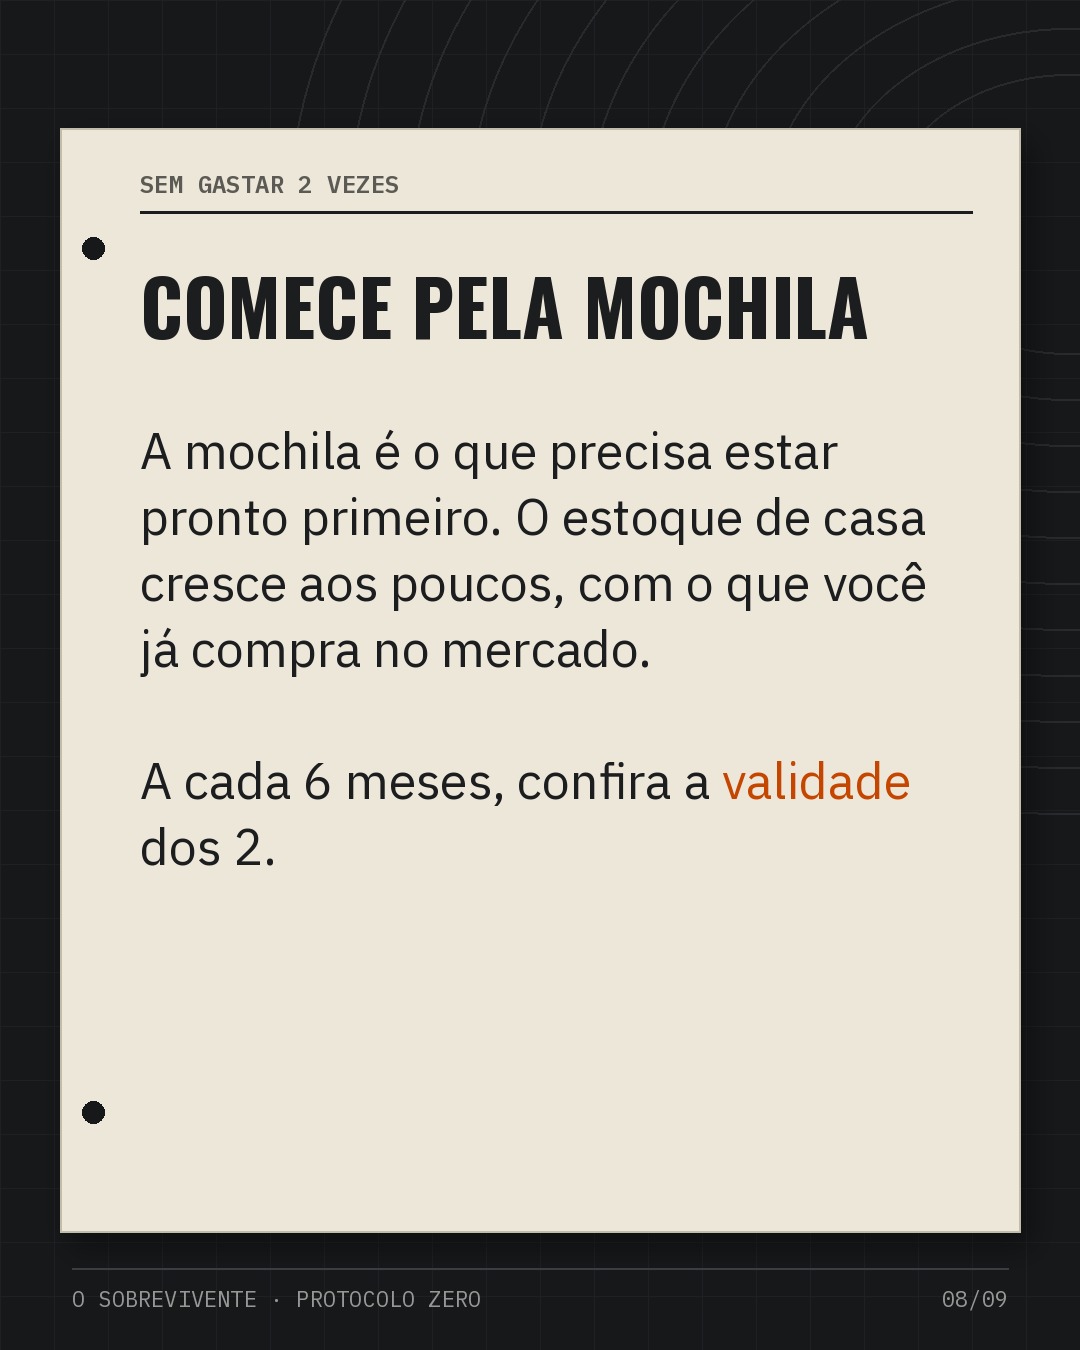 SEM GASTAR 2 VEZES
COMECE PELA MOCHILA
A mochila é o que precisa estar
pronto primeiro. O estoque de casa
cresce aos poucos, com o que você
já compra no mercado.
A cada 6 meses, confira a validade
dos 2.
O SOBREVIVENTE · PROTOCOLO ZERO
08/09